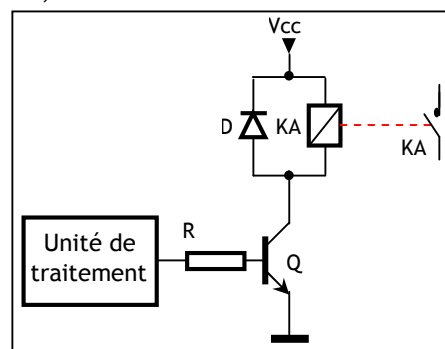 Vcc
D
KA
KA
R
Unité de
traitement
Q